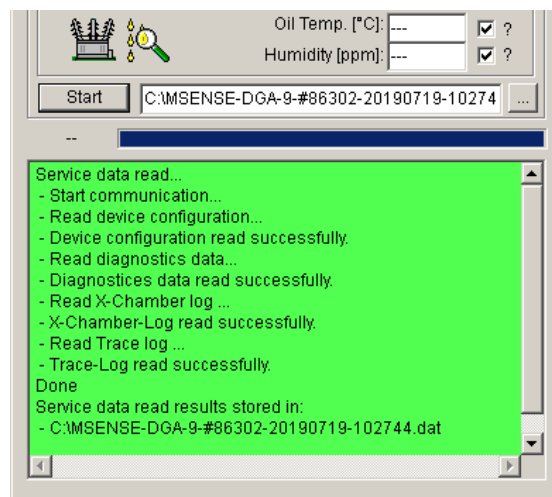 Oil Temp. [°C]: --- ?
Humidity [ppm]: --- ?
Start C:\MSENSE-DGA-9-#86302-20190719-10274 ...
--
Service data read...
- Start communication...
- Read device configuration...
- Device configuration read successfully.
- Read diagnostics data...
- Diagnostices data read successfully.
- Read X-Chamber log ...
- X-Chamber-Log read successfully.
- Read Trace log ...
- Trace-Log read successfully.
Done
Service data read results stored in:
- C:\MSENSE-DGA-9-#86302-20190719-102744.dat